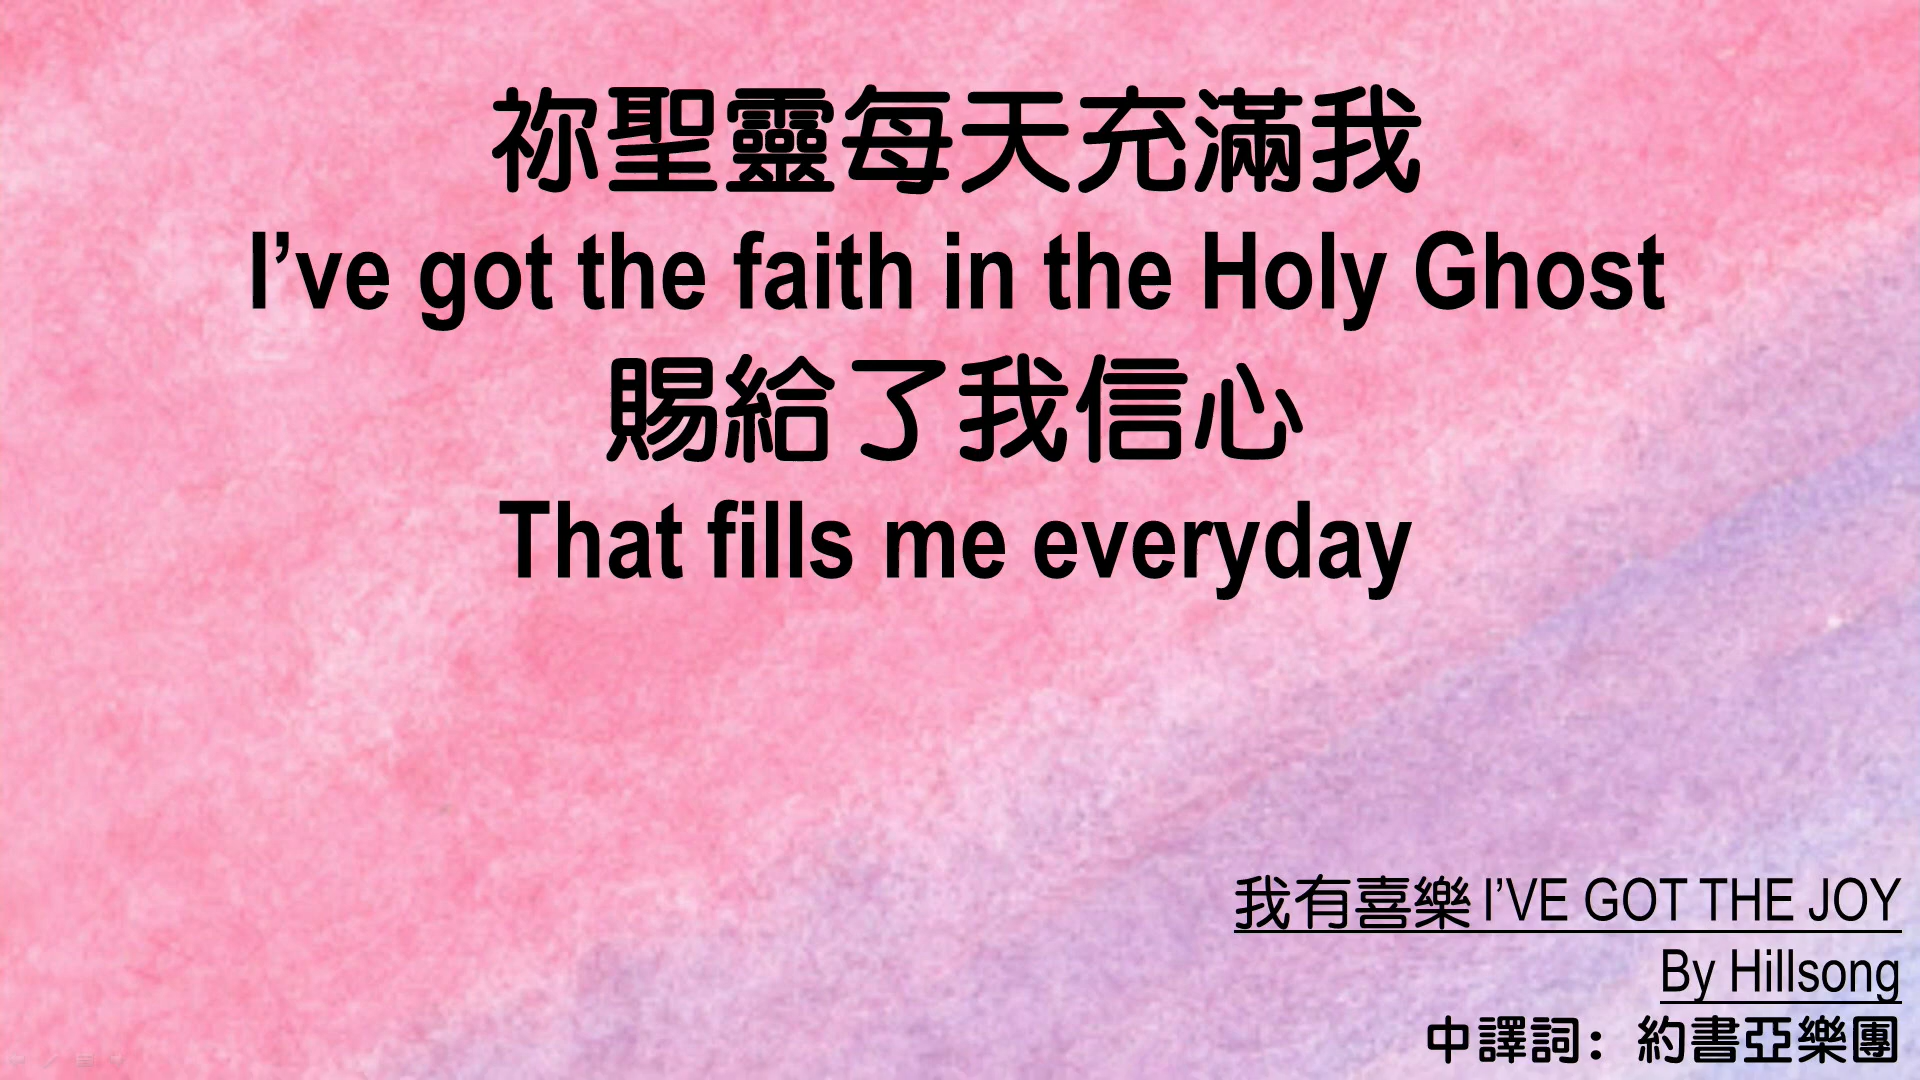 祢聖靈每天充滿我
I’ve got the faith in the Holy Ghost
賜給了我信心
That fills me everyday
我有喜樂 I’VE GOT THE JOY
By Hillsong
中譯詞：約書亞樂團